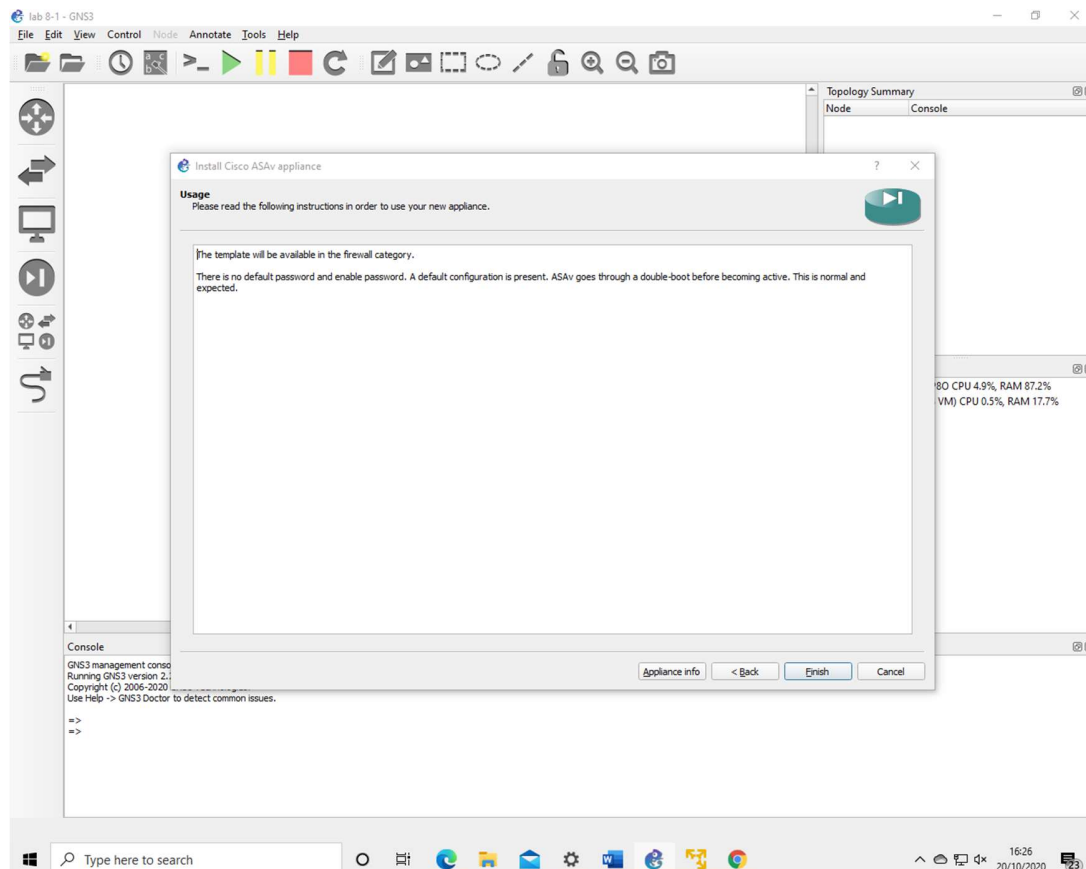 lab 8-1 - GNS3
File Edit View Control Node Annotate Tools Help
Topology Summary
Node Console
Install Cisco ASAv appliance
?
Usage
Please read the following instructions in order to use your new appliance.
The template will be available in the firewall category.
There is no default password and enable password. A default configuration is present. ASAv goes through a double-boot before becoming active. This is normal and
expected.
CPU 4.9%, RAM 87.2%
VM) CPU 0.5%, RAM 17.7%
Appliance info < Back Finish Cancel
Console
GNS3 management
Running GNS3 version
Copyright (c) 2006-2020
Use Help -> GNS3 Doctor to detect common issues.
=>
=>
Type here to search
16:26
20/10/2020
23